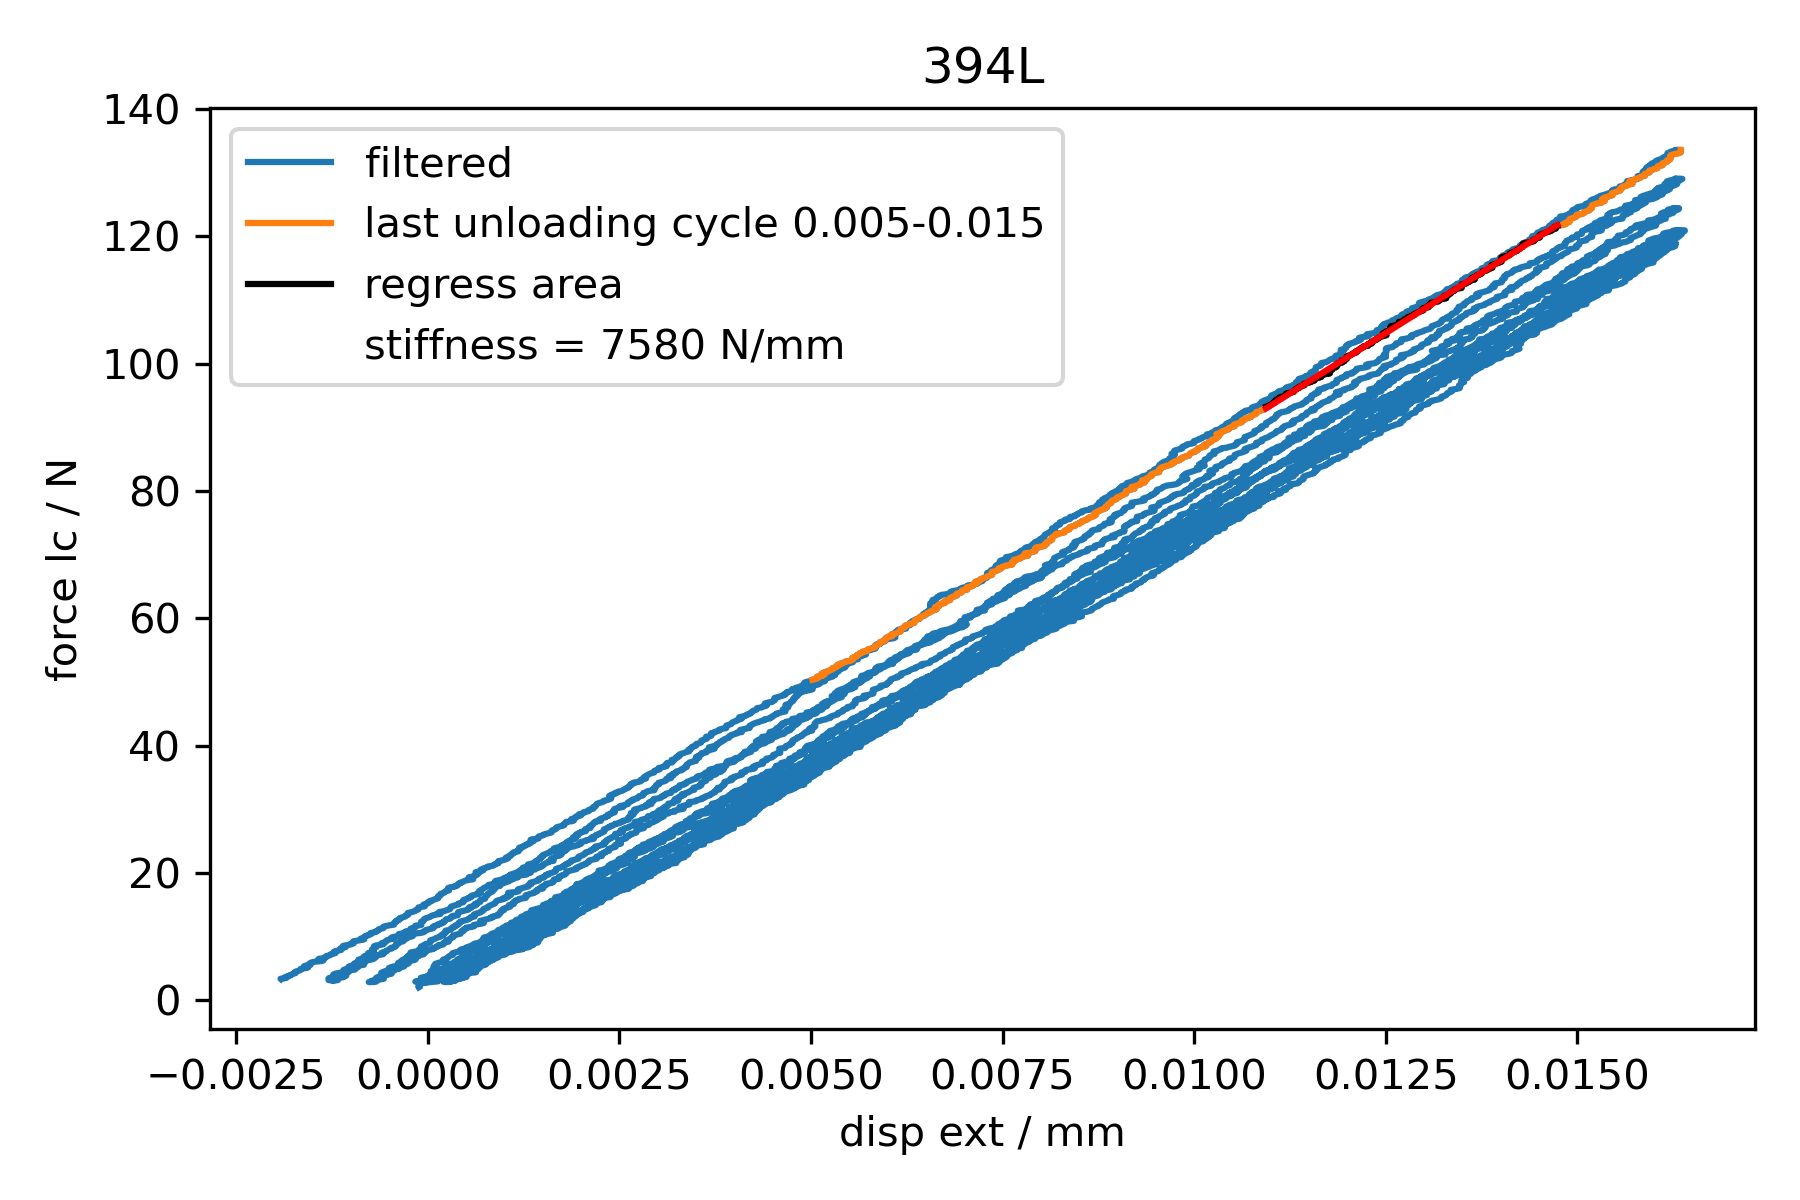 394L
140
120
100
80
60
40
20
0
force lc / N
filtered
last unloading cycle 0.005-0.015
regress area
stiffness = 7580 N/mm
−0.0025 0.0000 0.0025 0.0050 0.0075 0.0100 0.0125 0.0150
disp ext / mm